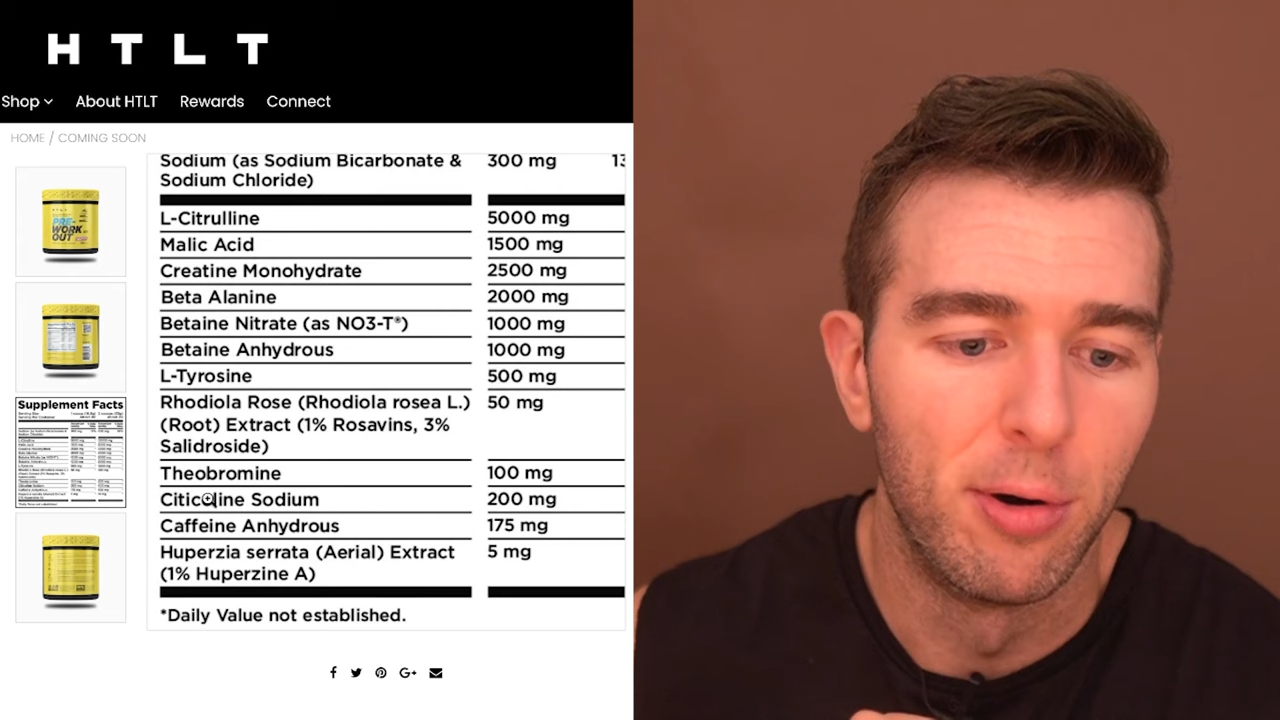 HTLT
Shop About HTLT Rewards Connect
HOME / COMING SOON
Sodium (as Sodium Bicarbonate & 300 mg
Sodium Chloride)
L-Citrulline 5000 mg
Malic Acid 1500 mg
Creatine Monohydrate 2500 mg
Beta Alanine 2000 mg
Betaine Nitrate (as NO3-T®) 1000 mg
Betaine Anhydrous 1000 mg
L-Tyrosine 500 mg
Rhodiola Rose (Rhodiola rosea L.) 50 mg
(Root) Extract (1% Rosavins, 3%
Salidroside)
Theobromine 100 mg
Citicoline Sodium 200 mg
Caffeine Anhydrous 175 mg
Huperzia serrata (Aerial) Extract 5 mg
(1% Huperzine A)
*Daily Value not established.
HTLT
PRE-
WORK
OUT
Supplement Facts